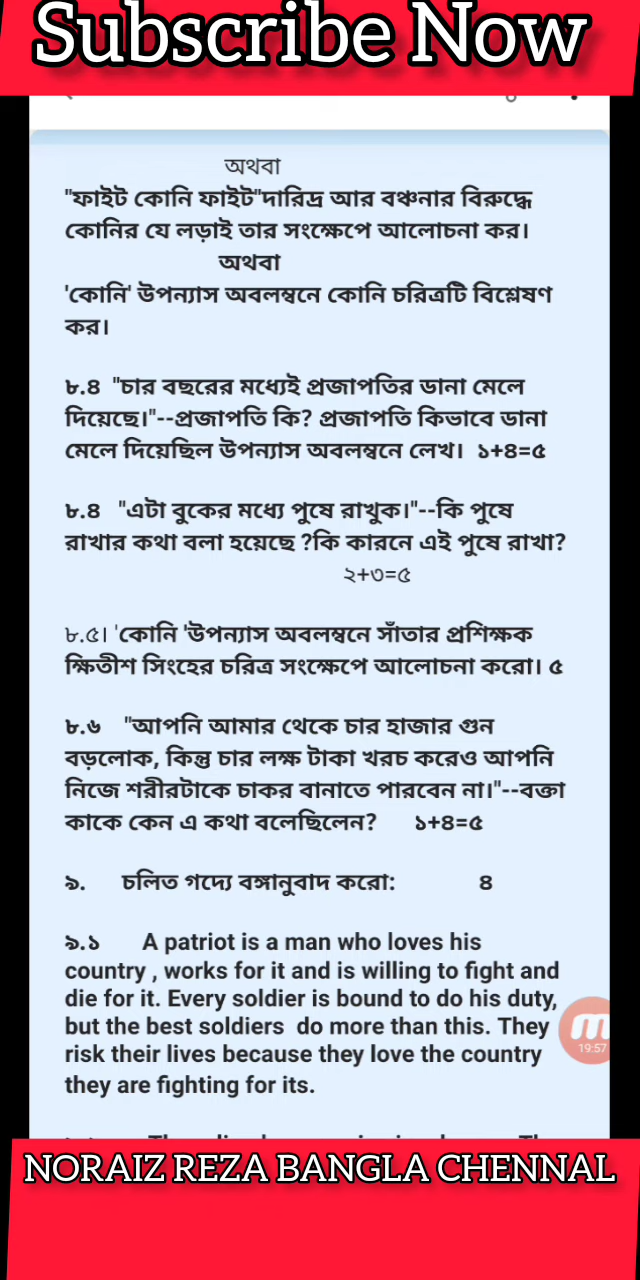 Subscribe Now
অথবা
"ফাইট কোনি ফাইট"দারিদ্র আর বঞ্চনার বিরুদ্ধে
কোনির যে লড়াই তার সংক্ষেপে আলোচনা কর।
অথবা
'কোনি' উপন্যাস অবলম্বনে কোনি চরিত্রটি বিশ্লেষণ
কর।
৮.৪ "চার বছরের মধ্যেই প্রজাপতির ডানা মেলে
দিয়েছে।"--প্রজাপতি কি? প্রজাপতি কিভাবে ডানা
মেলে দিয়েছিল উপন্যাস অবলম্বনে লেখ। ১+৪=৫
৮.৪ "এটা বুকের মধ্যে পুষে রাখুক।"--কি পুষে
রাখার কথা বলা হয়েছে ?কি কারনে এই পুষে রাখা?
২+৩=৫
৮.৫। 'কোনি 'উপন্যাস অবলম্বনে সাঁতার প্রশিক্ষক
ক্ষিতীশ সিংহের চরিত্র সংক্ষেপে আলোচনা করো। ৫
৮.৬ "আপনি আমার থেকে চার হাজার গুন
বড়লোক, কিন্তু চার লক্ষ টাকা খরচ করেও আপনি
নিজে শরীরটাকে চাকর বানাতে পারবেন না।"--বক্তা
কাকে কেন এ কথা বলেছিলেন? ১+৪=৫
৯. চলিত গদ্যে বঙ্গানুবাদ করো: ৪
৯.১ A patriot is a man who loves his
country , works for it and is willing to fight and
die for it. Every soldier is bound to do his duty,
but the best soldiers do more than this. They
risk their lives because they love the country
they are fighting for its.
19:57
NORAIZ REZA BANGLA CHENNAL